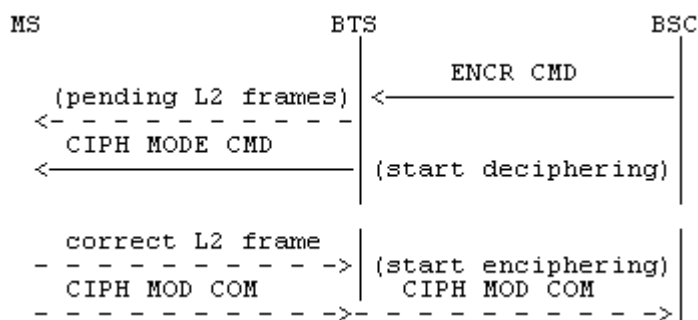 MS BTS BSC
ENCR CMD
(pending L2 frames)
CIPH MODE CMD
(start deciphering)
correct L2 frame
(start enciphering)
CIPH MOD COM CIPH MOD COM